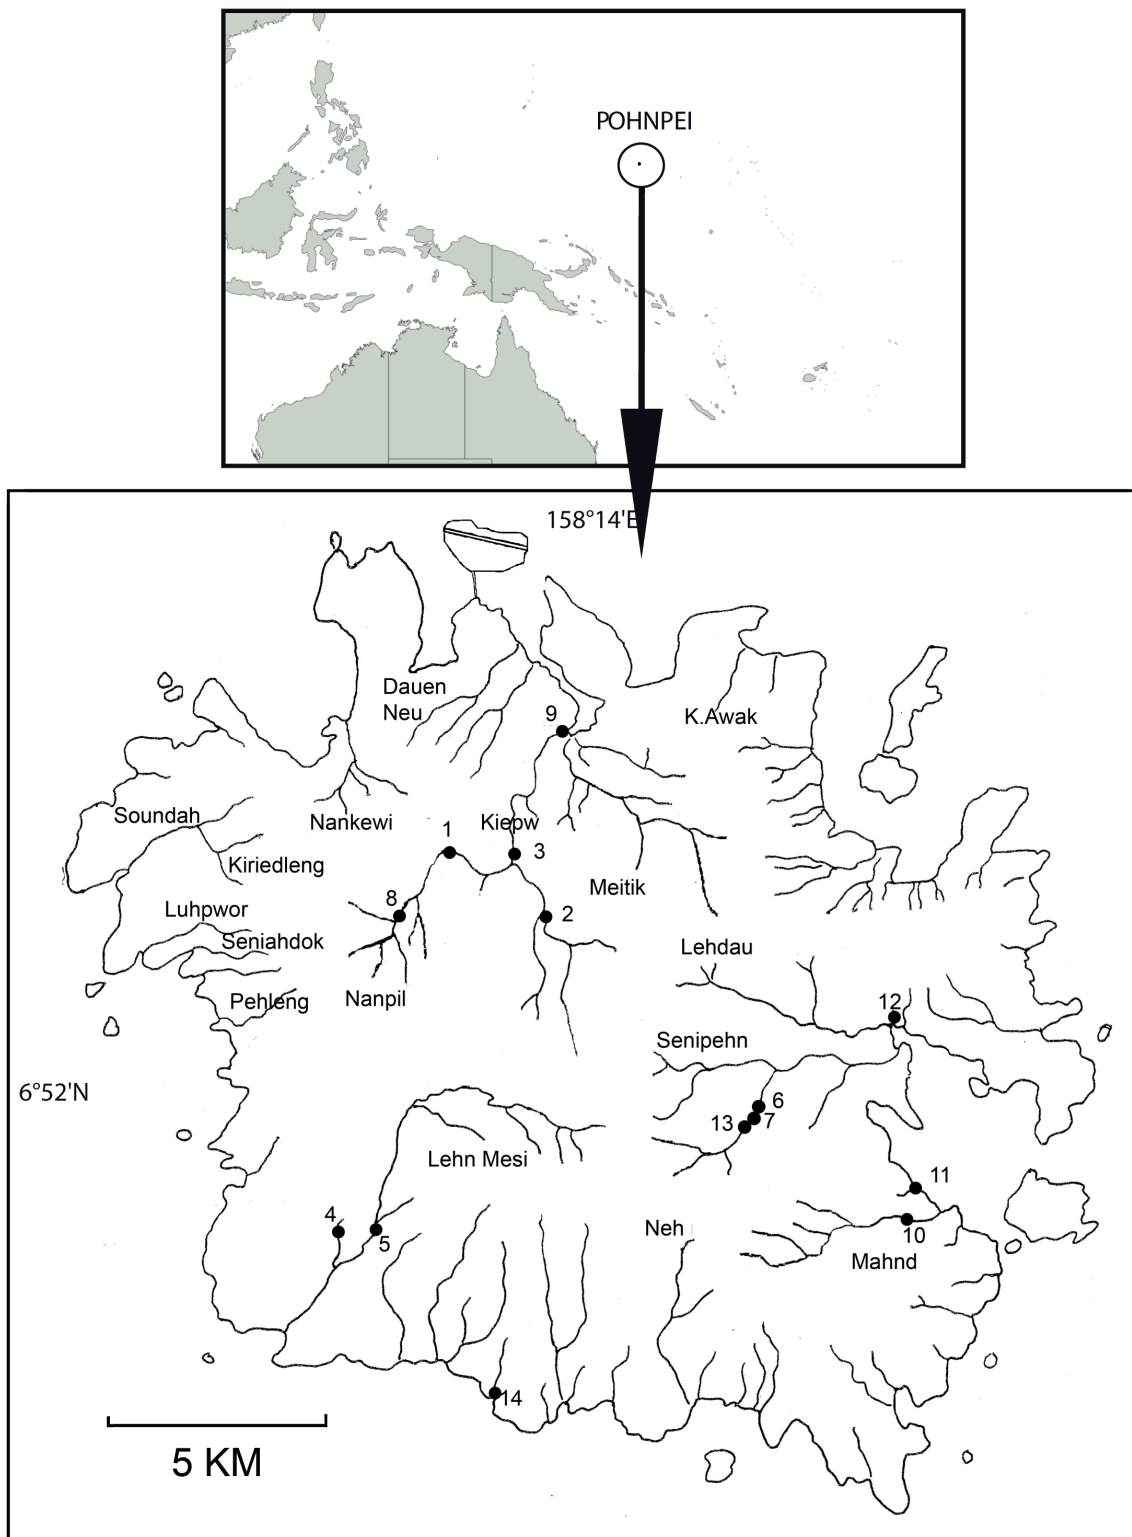 POHNPEI
158°14'E
Dauen
Neu
9
K.Awak
Soundah
Nankewi
Kiepw
1
3
Kiriedleng
Meitik
8
2
Luhpwor
Seniahdok
Lehdau
Pehleng
Nanpil
12
Senipehn
6°52'N
6
7
13
Lehn Mesi
11
4
5
Neh
10
Mahnd
14
5 KM